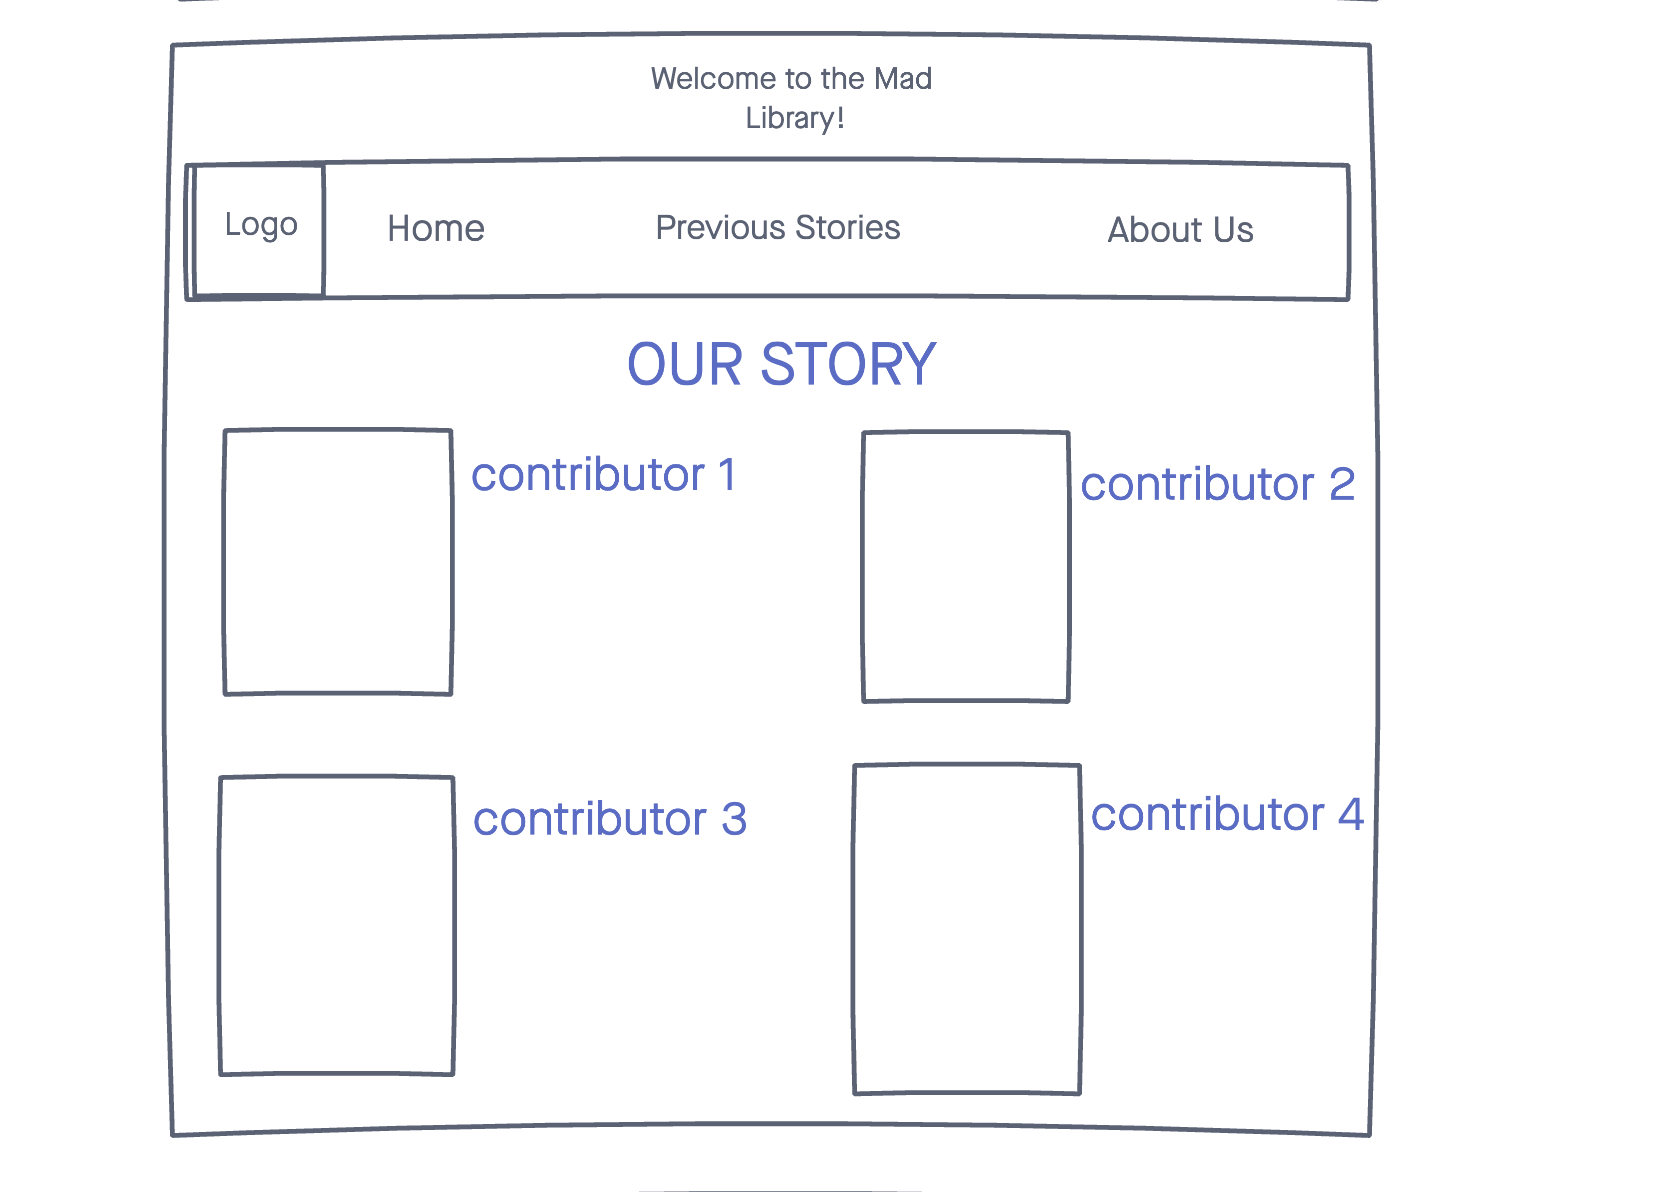 Welcome to the Mad
Library!
Logo
Home
Previous Stories
About Us
OUR STORY
contributor 1
contributor 2
contributor 3
contributor 4